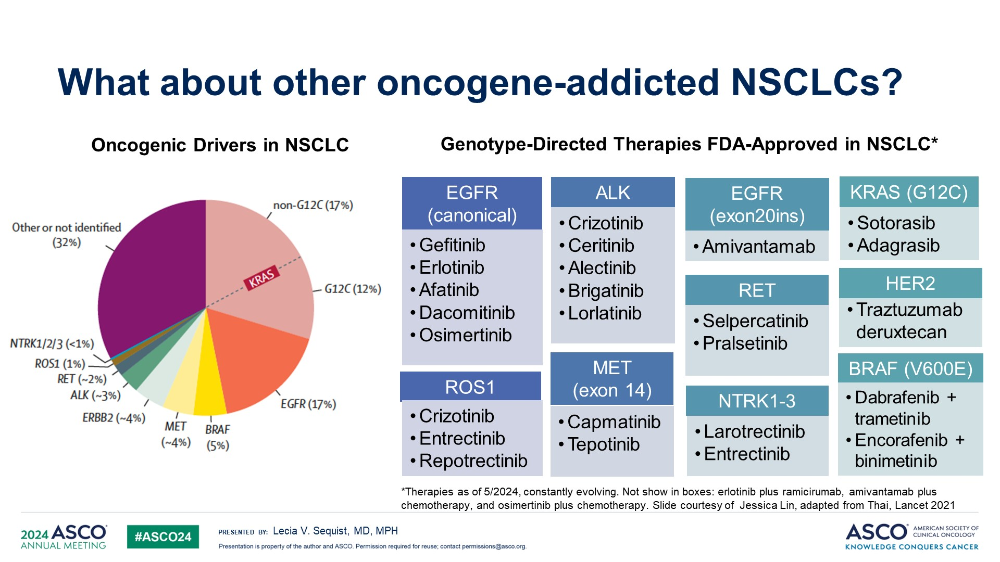 What about other oncogene-addicted NSCLCs?
Oncogenic Drivers in NSCLC
non-G12C (17%)
Other or not identified
(32%)
KRAS
G12C (12%)
NTRK1/2/3 (<1%)
ROS1 (1%)
RET (~2%)
ALK (~3%)
ERBB2 (~4%)
MET
(~4%)
BRAF
(5%)
EGFR (17%)
Genotype-Directed Therapies FDA-Approved in NSCLC*
EGFR
(canonical)
• Gefitinib
• Erlotinib
• Afatinib
• Dacomitinib
• Osimertinib
ROS1
• Crizotinib
• Entrectinib
• Repotrectinib
ALK
• Crizotinib
• Ceritinib
• Alectinib
• Brigatinib
• Lorlatinib
MET
(exon 14)
• Capmatinib
• Tepotinib
EGFR
(exon20ins)
• Amivantamab
RET
• Selpercatinib
• Pralsetinib
NTRK1-3
• Larotrectinib
• Entrectinib
KRAS (G12C)
• Sotorasib
• Adagrasib
HER2
• Traztuzumab
deruxtecan
BRAF (V600E)
• Dabrafenib +
trametinib
• Encorafenib +
binimetinib
*Therapies as of 5/2024, constantly evolving. Not show in boxes: erlotinib plus ramicirumab, amivantamab plus
chemotherapy, and osimertinib plus chemotherapy. Slide courtesy of Jessica Lin, adapted from Thai, Lancet 2021
2024 ASCO
ANNUAL MEETING
#ASCO24
PRESENTED BY: Lecia V. Sequist, MD, MPH
Presentation is property of the author and ASCO. Permission required for reuse; contact permissions@asco.org.
ASCO AMERICAN SOCIETY OF
CLINICAL ONCOLOGY
KNOWLEDGE CONQUERS CANCER